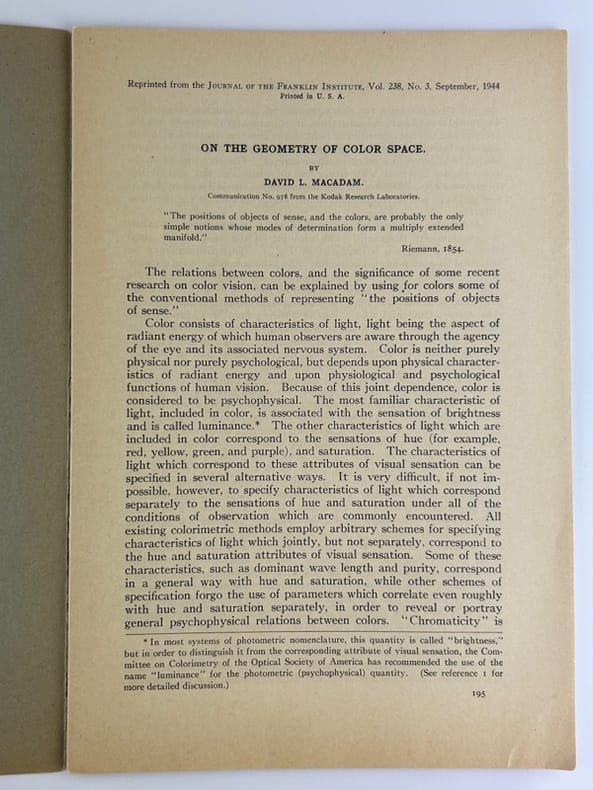 Reprinted from the JOURNAL OF THE FRANKLIN INSTITUTE, Vol. 238, No. 3, September, 1944
Printed in U. S. A.
ON THE GEOMETRY OF COLOR SPACE.
BY
DAVID L. MACADAM.
Communication No. 978 from the Kodak Research Laboratories.
"The positions of objects of sense, and the colors, are probably the only
simple notions whose modes of determination form a multiply extended
manifold."
Riemann, 1854.
The relations between colors, and the significance of some recent
research on color vision, can be explained by using for colors some of
the conventional methods of representing "the positions of objects
of sense."
Color consists of characteristics of light, light being the aspect of
radiant energy of which human observers are aware through the agency
of the eye and its associated nervous system. Color is neither purely
physical nor purely psychological, but depends upon physical character-
istics of radiant energy and upon physiological and psychological
functions of human vision. Because of this joint dependence, color is
considered to be psychophysical. The most familiar characteristic of
light, included in color, is associated with the sensation of brightness
and is called luminance.* The other characteristics of light which are
included in color correspond to the sensations of hue (for example,
red, yellow, green, and purple), and saturation. The characteristics of
light which correspond to these attributes of visual sensation can be
specified in several alternative ways. It is very difficult, if not im-
possible, however, to specify characteristics of light which correspond
separately to the sensations of hue and saturation under all of the
conditions of observation which are commonly encountered. All
existing colorimetric methods employ arbitrary schemes for specifying
characteristics of light which jointly, but not separately, correspond to
the hue and saturation attributes of visual sensation. Some of these
characteristics, such as dominant wave length and purity, correspond
in a general way with hue and saturation, while other schemes of
specification forgo the use of parameters which correlate even roughly
with hue and saturation separately, in order to reveal or portray
general psychophysical relations between colors. "Chromaticity" is
* In most systems of photometric nomenclature, this quantity is called "brightness,"
but in order to distinguish it from the corresponding attribute of visual sensation, the Com-
mittee on Colorimetry of the Optical Society of America has recommended the use of the
name "luminance" for the photometric (psychophysical) quantity. (See reference 1 for
more detailed discussion.)
195